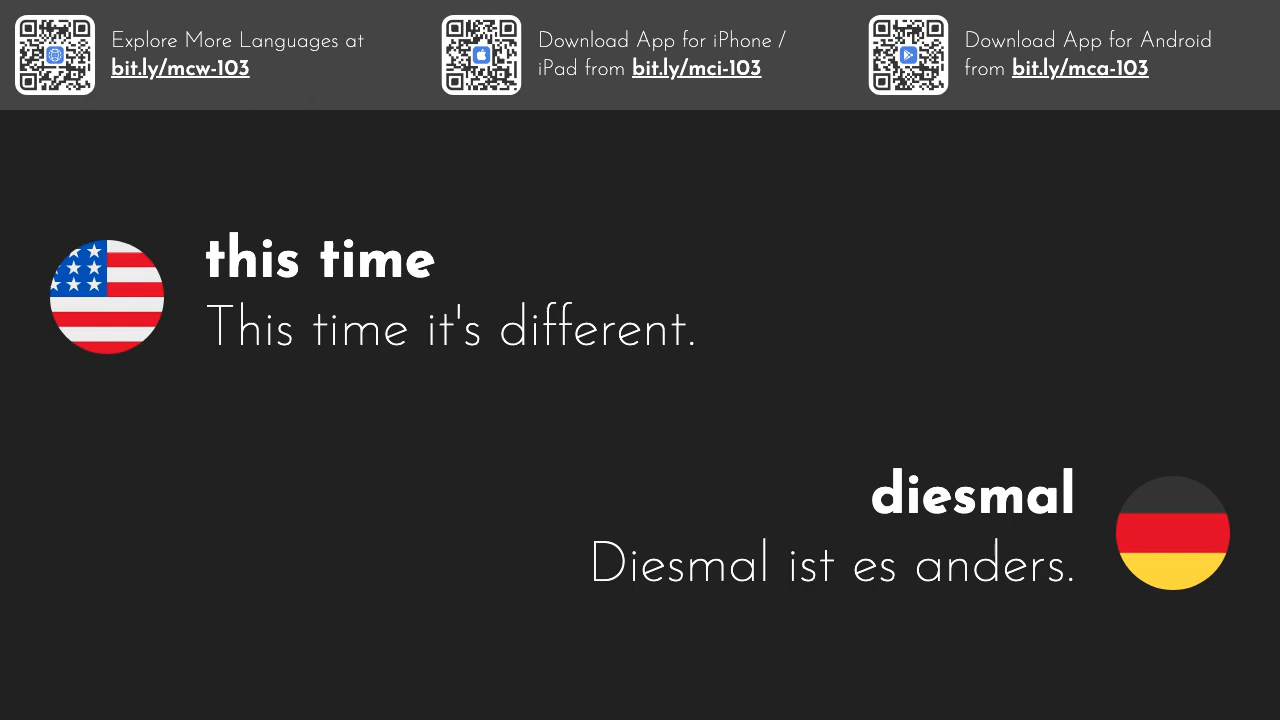 Explore More Languages at
bit.ly/mcw-103
Download App for iPhone /
iPad from bit.ly/mci-103
Download App for Android
from bit.ly/mca-103
this time
This time it's different.
diesmal
Diesmal ist es anders.